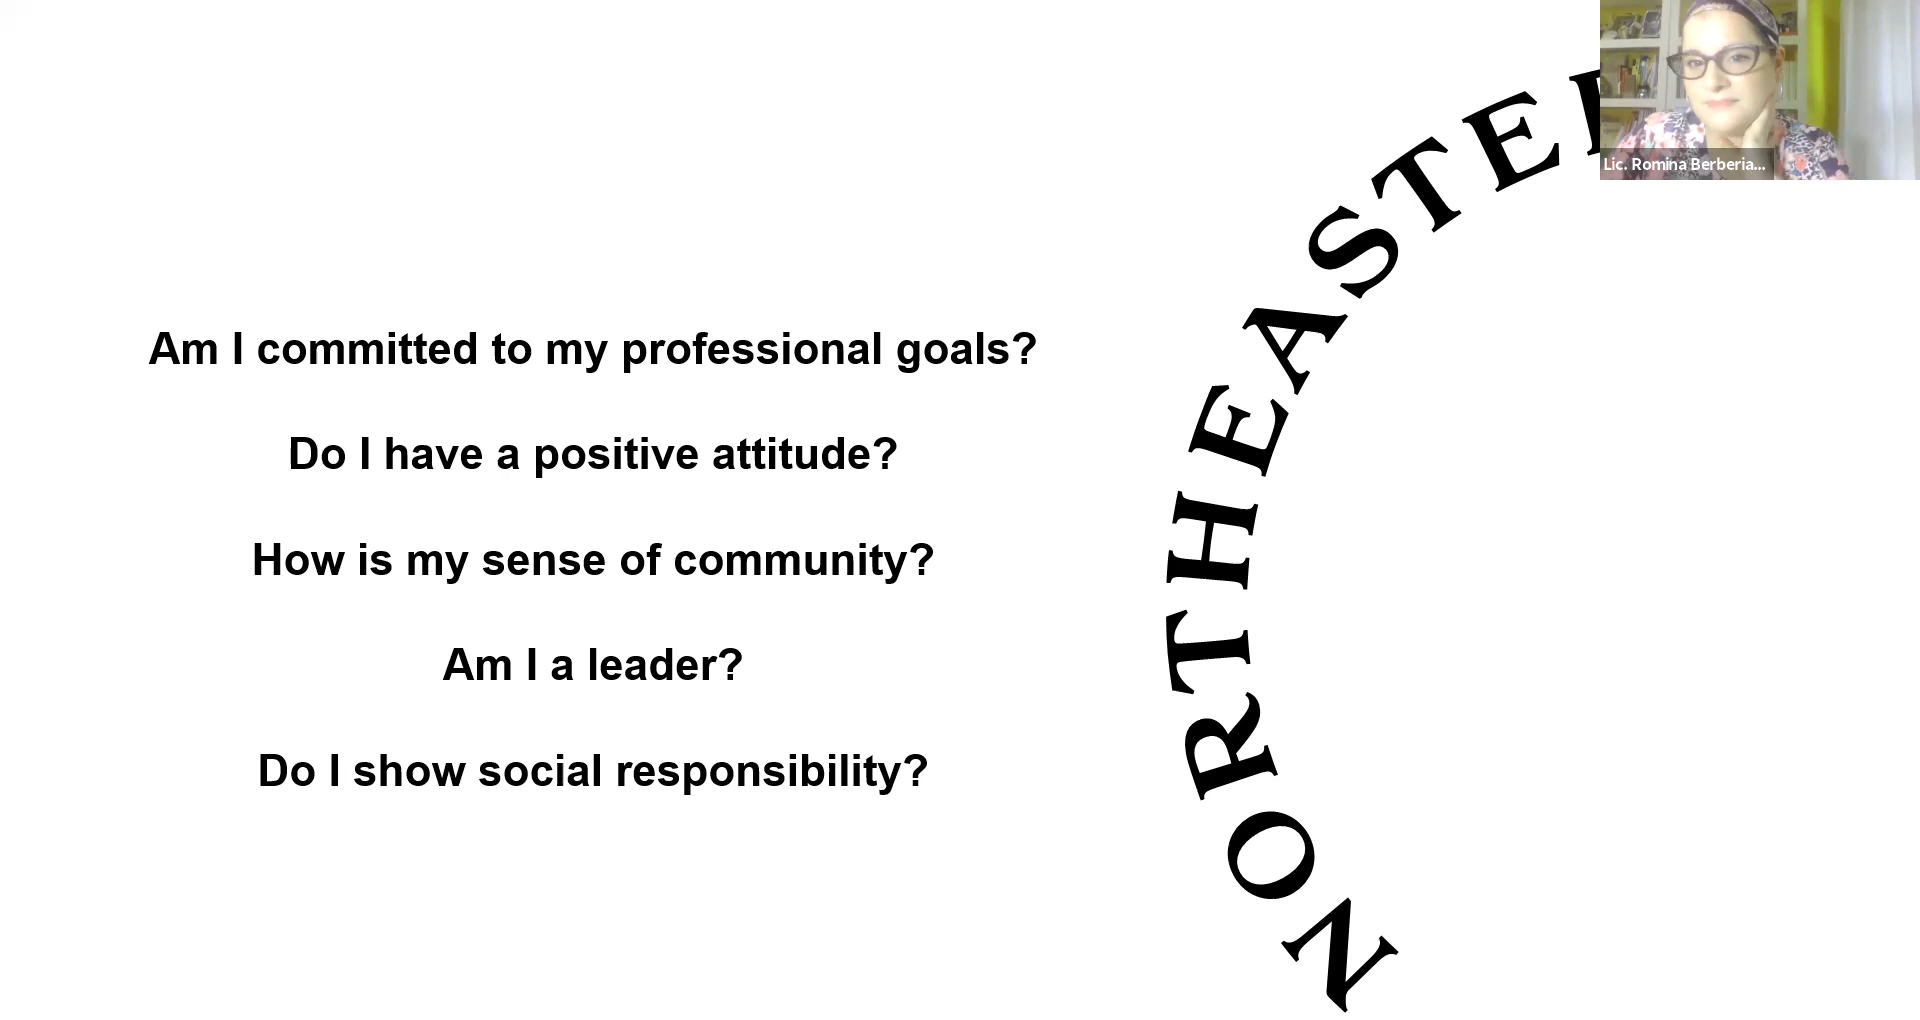 Am I committed to my professional goals?
Do I have a positive attitude?
How is my sense of community?
Am I a leader?
Do I show social responsibility?
NORTHEASTE
Lic. Romina Berberia...